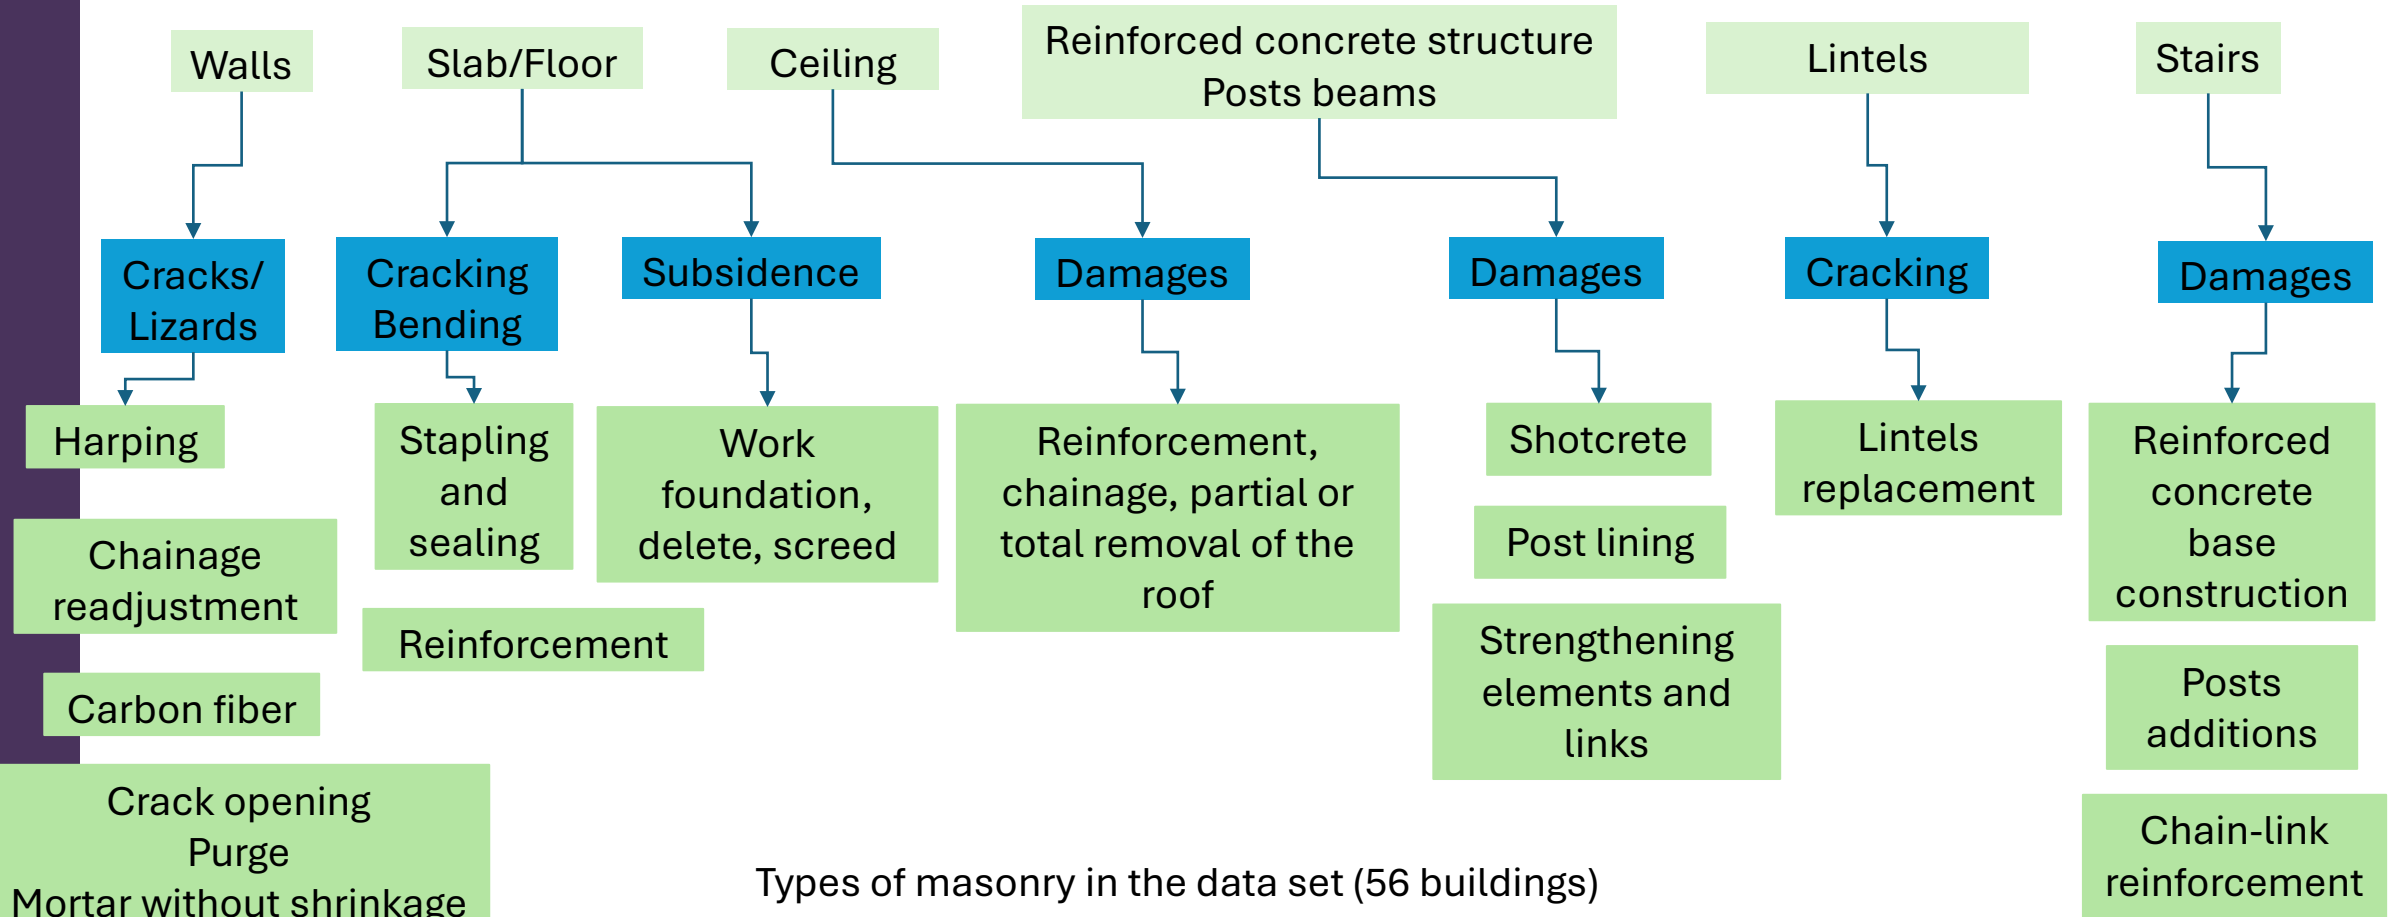 Walls
Slab/Floor
Ceiling
Reinforced concrete structure
Posts beams
Lintels
Stairs
Cracks/
Lizards
Cracking
Bending
Subsidence
Damages
Damages
Cracking
Damages
Harping
Chainage
readjustment
Carbon fiber
Crack opening
Purge
Mortar without shrinkage
Stapling
and
sealing
Reinforcement
Work
foundation,
delete, screed
Reinforcement,
chainage, partial or
total removal of the
roof
Shotcrete
Post lining
Strengthening
elements and
links
Lintels
replacement
Reinforced
concrete
base
construction
Posts
additions
Chain-link
reinforcement
Types of masonry in the data set (56 buildings)